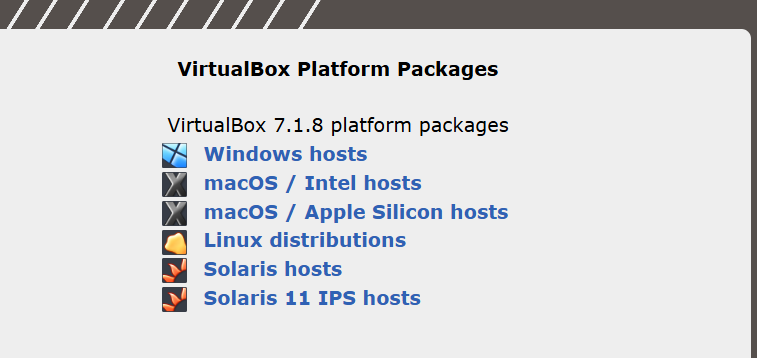 VirtualBox Platform Packages
VirtualBox 7.1.8 platform packages
Windows hosts
macOS / Intel hosts
macOS / Apple Silicon hosts
Linux distributions
Solaris hosts
Solaris 11 IPS hosts